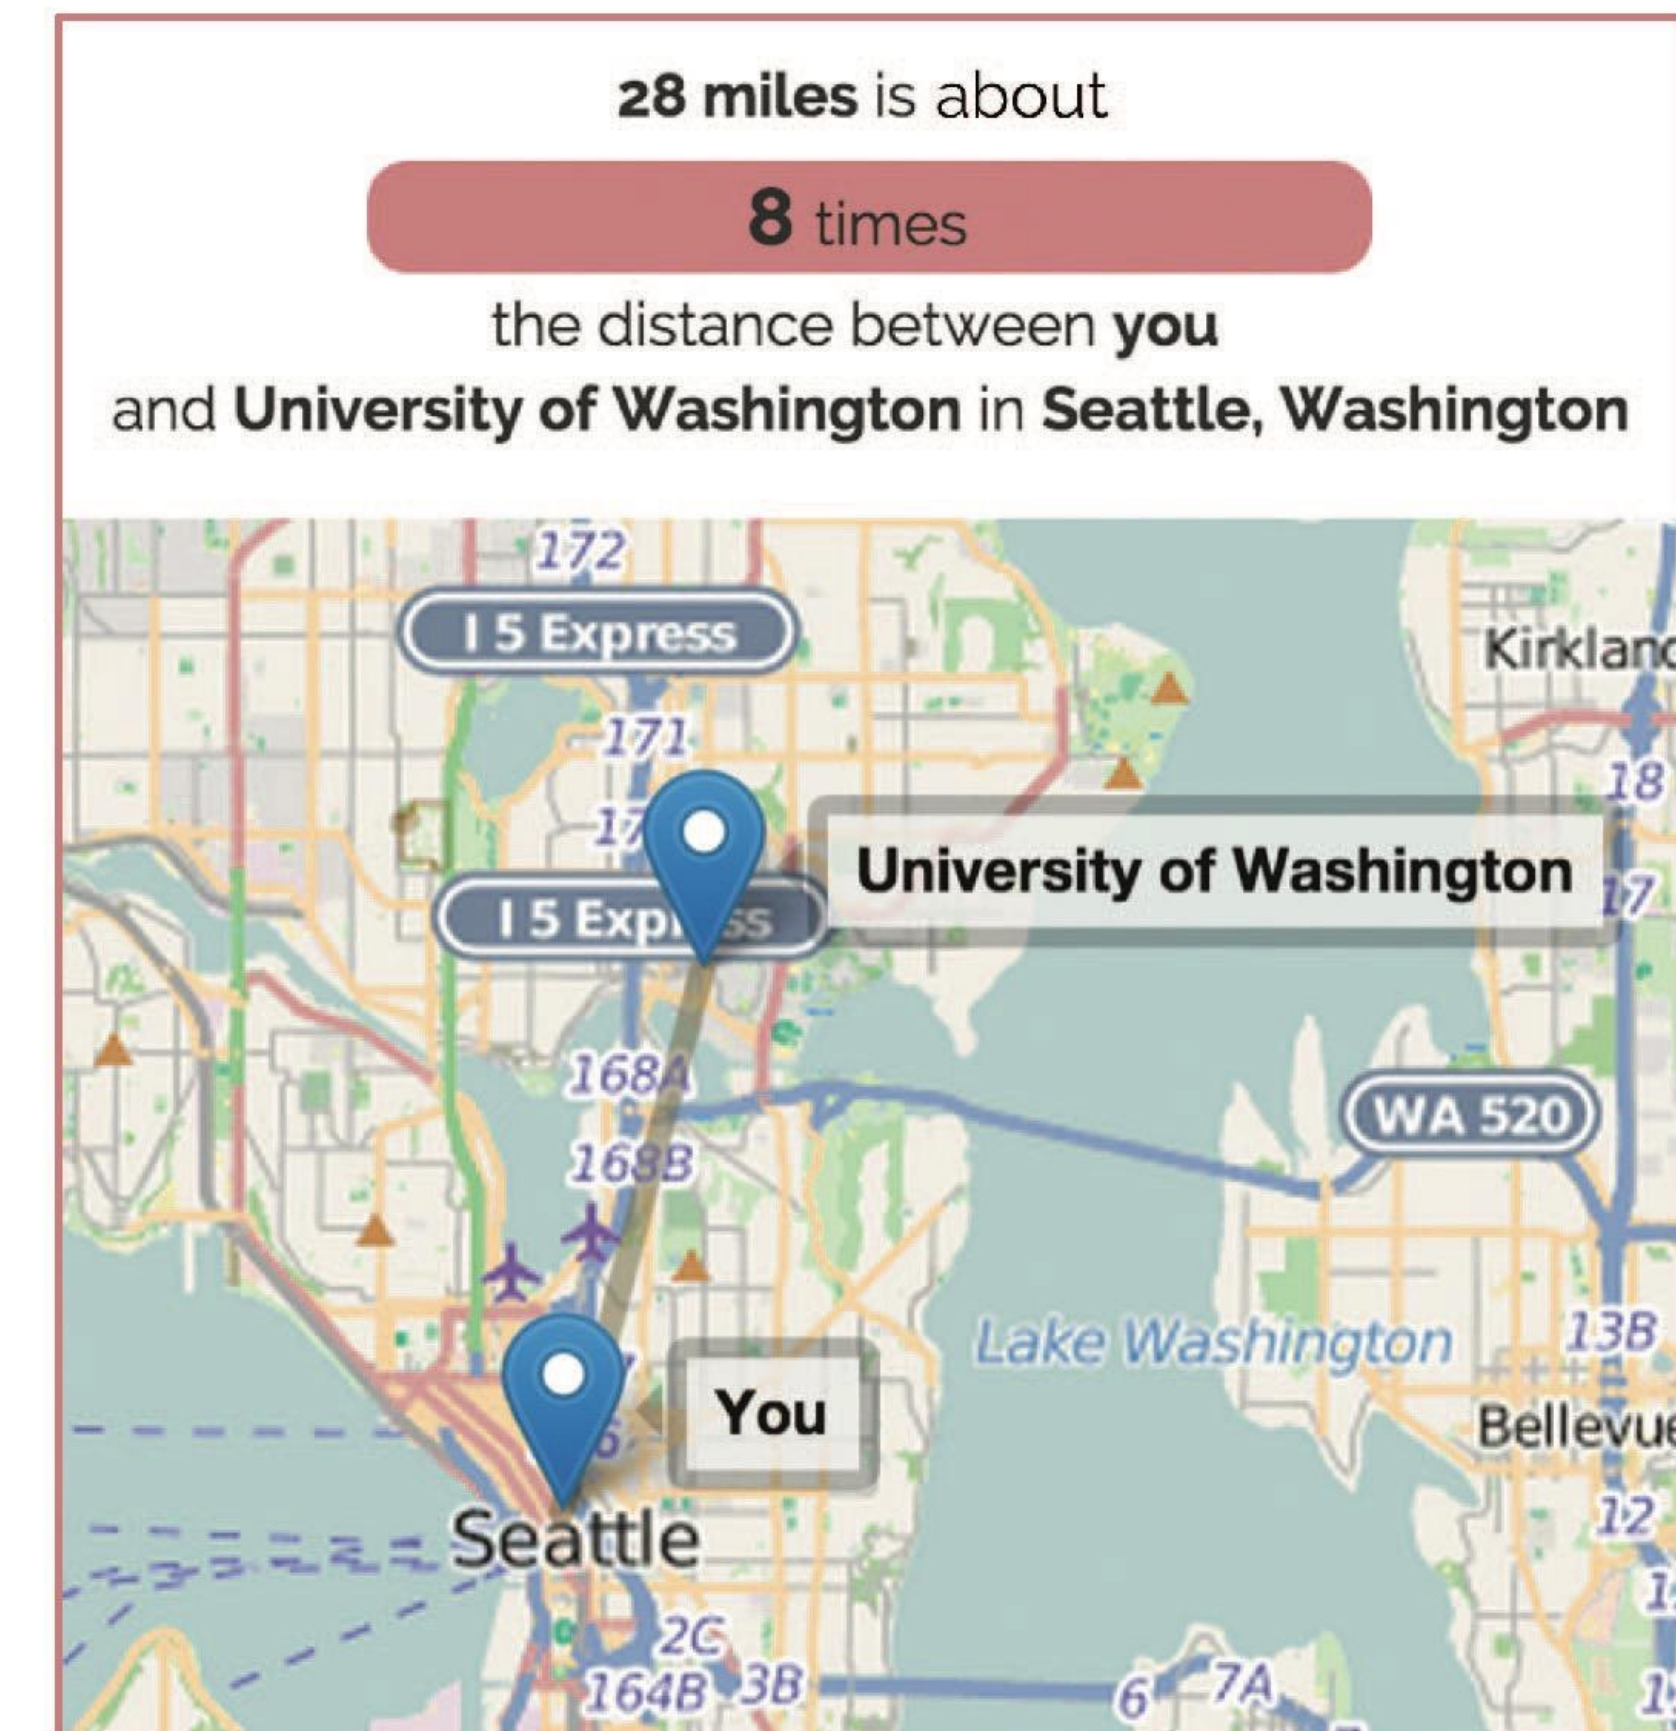 28 miles is about
8 times
the distance between you
and University of Washington in Seattle, Washington
172
I 5 Express
Kirkland
171
18
17
University of Washington
17
I 5 Express
168A
WA 520
168B
Lake Washington
13B
You
Bellevue
12
Seattle
2C
164B 3B
6 7A